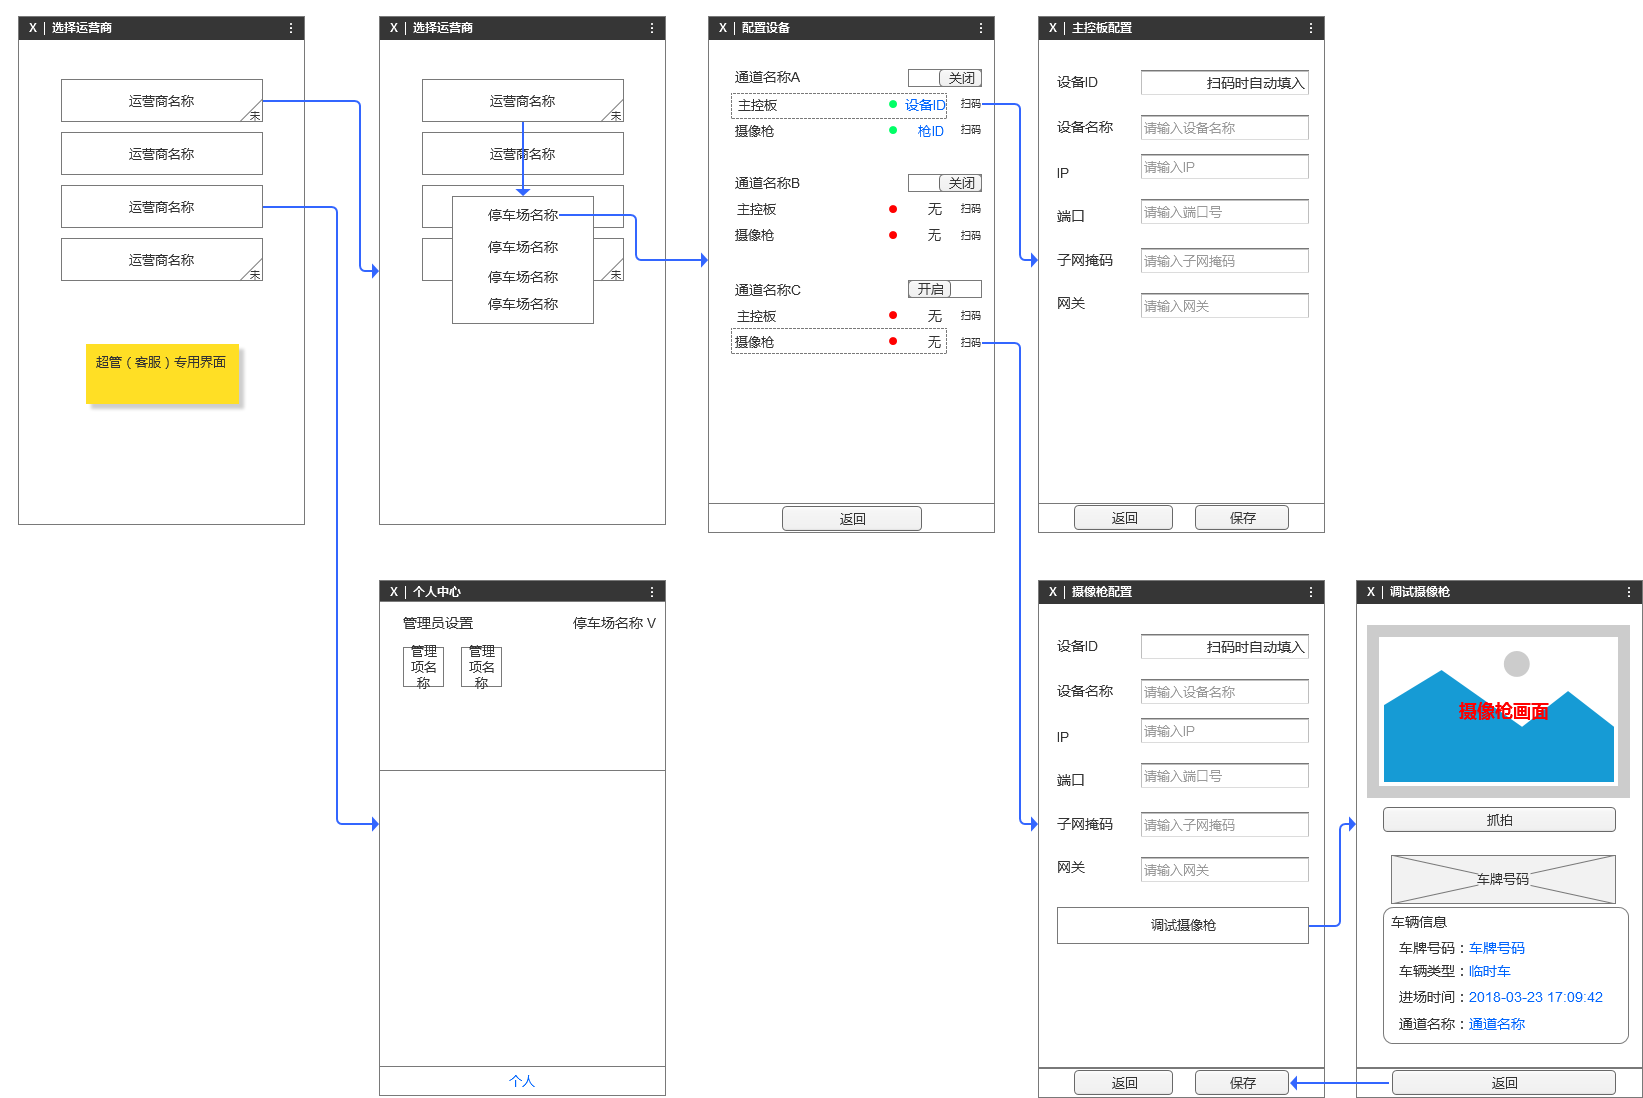 X | 选择运营商
运营商名称
未
运营商名称
运营商名称
运营商名称
未
超管（客服）专用界面
X | 选择运营商
运营商名称
未
运营商名称
停车场名称
停车场名称
停车场名称
停车场名称
未
X | 配置设备
通道名称A 关闭
主控板 设备ID 扫码
摄像枪 枪ID 扫码
通道名称B 关闭
主控板 无 扫码
摄像枪 无 扫码
通道名称C 开启
主控板 无 扫码
摄像枪 无 扫码
返回
X | 主控板配置
设备ID 扫码时自动填入
设备名称 请输入设备名称
IP 请输入IP
端口 请输入端口号
子网掩码 请输入子网掩码
网关 请输入网关
返回 保存
X | 个人中心
管理员设置 停车场名称 V
管理项名称 管理项名称
个人
X | 摄像枪配置
设备ID 扫码时自动填入
设备名称 请输入设备名称
IP 请输入IP
端口 请输入端口号
子网掩码 请输入子网掩码
网关 请输入网关
调试摄像枪
返回 保存
X | 调试摄像枪
摄像枪画面
抓拍
车牌号码
车辆信息
车牌号码：车牌号码
车辆类型：临时车
进场时间：2018-03-23 17:09:42
通道名称：通道名称
返回